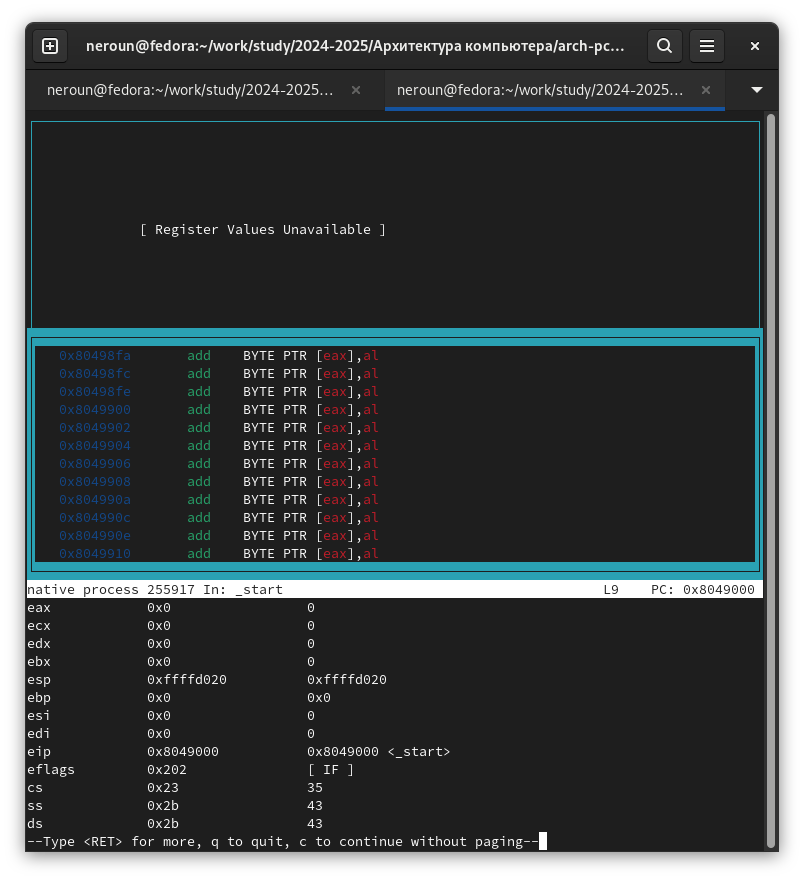 neroun@fedora:~/work/study/2024-2025/Архитектура компьютера/arch-pc...
neroun@fedora:~/work/study/2024-2025... neroun@fedora:~/work/study/2024-2025...
[ Register Values Unavailable ]
0x80498fa add BYTE PTR [eax],al
0x80498fc add BYTE PTR [eax],al
0x80498fe add BYTE PTR [eax],al
0x8049900 add BYTE PTR [eax],al
0x8049902 add BYTE PTR [eax],al
0x8049904 add BYTE PTR [eax],al
0x8049906 add BYTE PTR [eax],al
0x8049908 add BYTE PTR [eax],al
0x804990a add BYTE PTR [eax],al
0x804990c add BYTE PTR [eax],al
0x804990e add BYTE PTR [eax],al
0x8049910 add BYTE PTR [eax],al
native process 255917 In: _start L9 PC: 0x8049000
eax 0x0 0
ecx 0x0 0
edx 0x0 0
ebx 0x0 0
esp 0xffffd020 0xffffd020
ebp 0x0 0x0
esi 0x0 0
edi 0x0 0
eip 0x8049000 0x8049000 <_start>
eflags 0x202 [ IF ]
cs 0x23 35
ss 0x2b 43
ds 0x2b 43
--Type <RET> for more, q to quit, c to continue without paging--